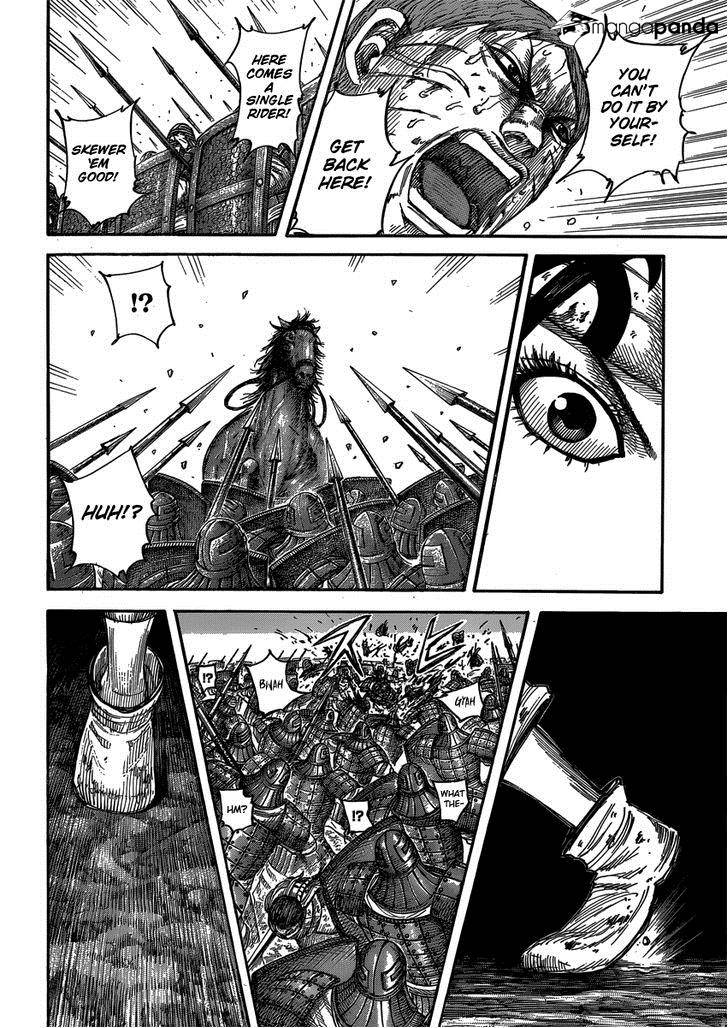 mangapanda
YOU
CAN'T
DO IT BY
YOUR-
SELF!
GET
BACK
HERE!
HERE
COMES
A
SINGLE
RIDER!
SKEWER
'EM
GOOD!
!?
HUH!?
GYAH
WHAT
THE-
BWAH
!?
!?
HM?